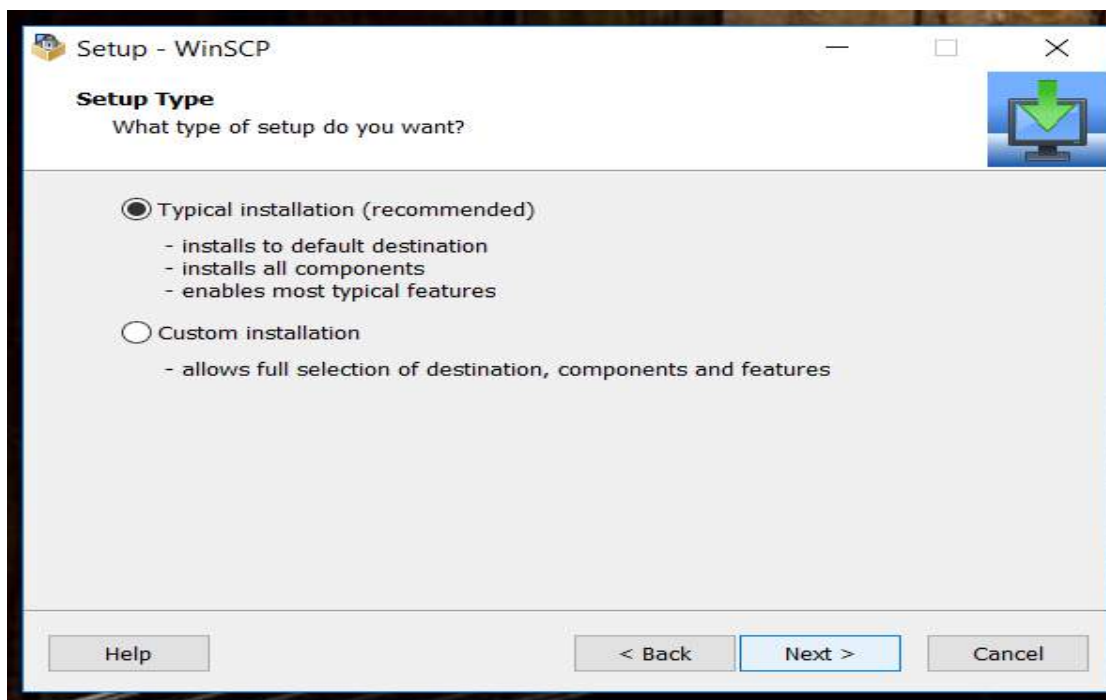 Setup - WinSCP
Setup Type
What type of setup do you want?
Typical installation (recommended)
- installs to default destination
- installs all components
- enables most typical features
Custom installation
- allows full selection of destination, components and features
Help
< Back
Next >
Cancel